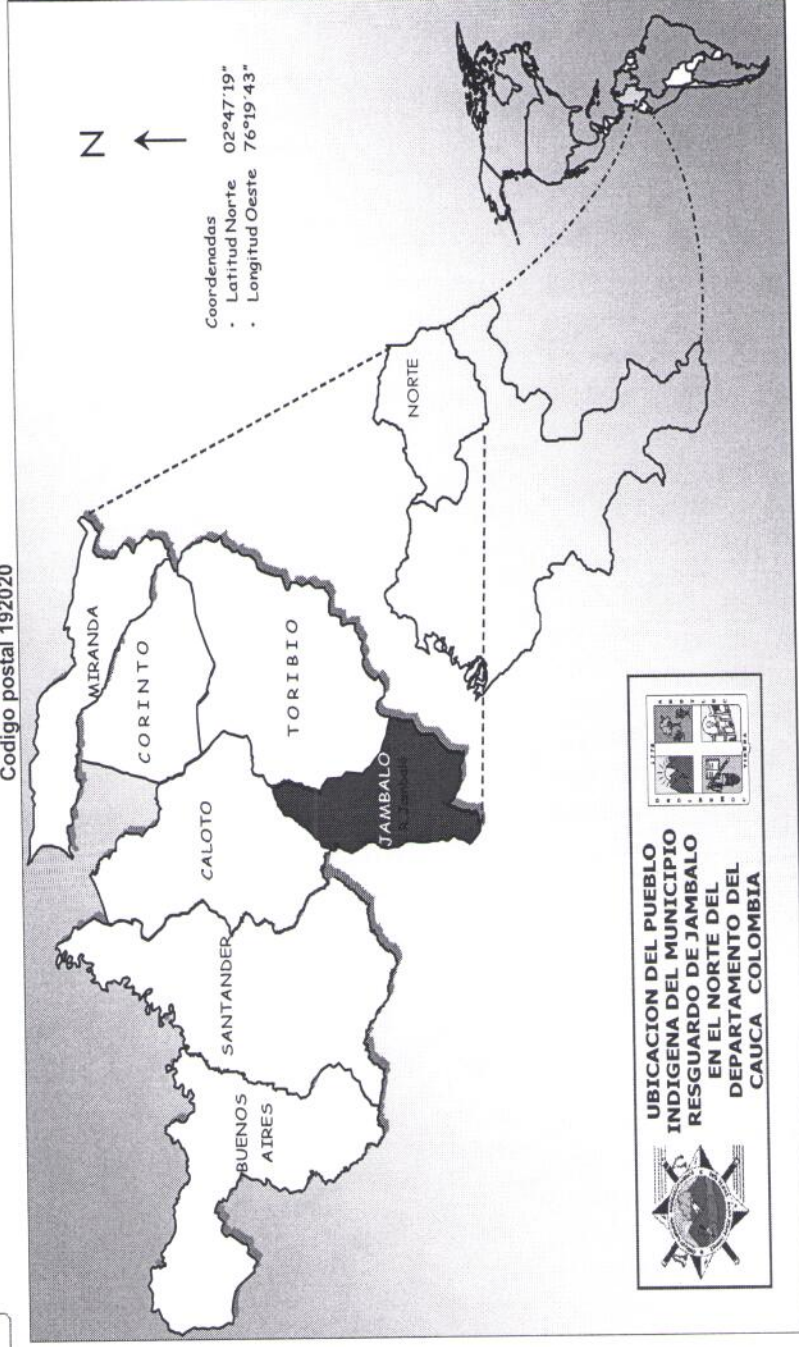 Codigo postal 192020
N
Coordenadas
· Latitud Norte 02°47'19"
· Longitud Oeste 76°19'43"
MIRANDA
CORINTO
TORIBIO
CALOTO
JAMBALO
R. Jambaló
SANTANDER
BUENOS
AIRES
NORTE
UBICACION DEL PUEBLO
INDIGENA DEL MUNICIPIO
RESGUARDO DE JAMBALO
EN EL NORTE DEL
DEPARTAMENTO DEL
CAUCA COLOMBIA